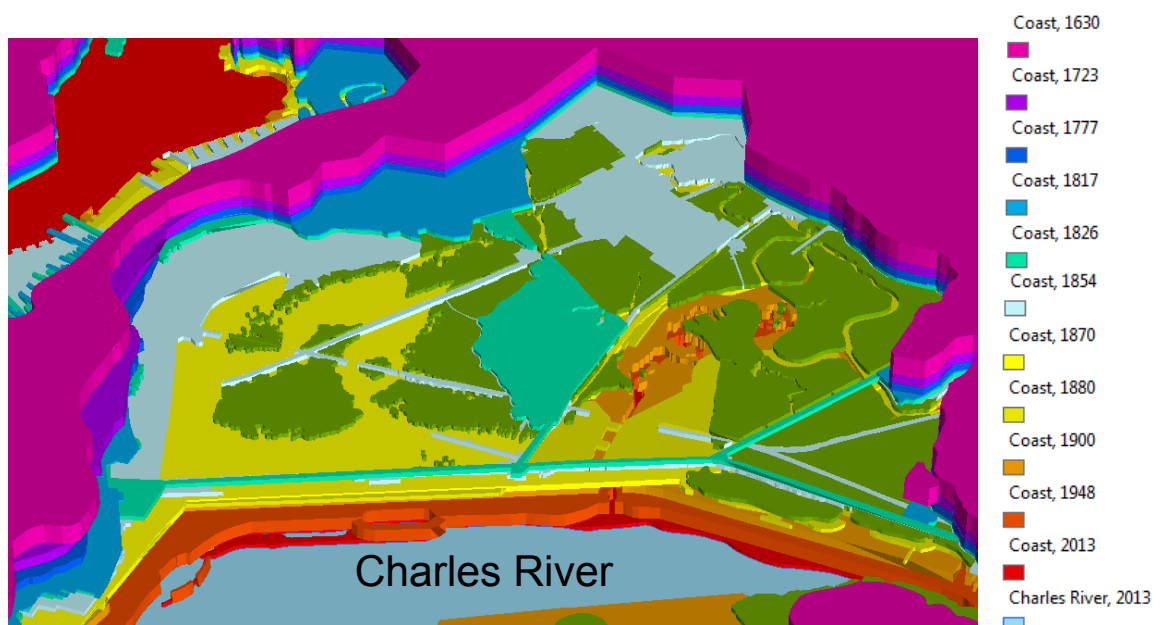 Coast, 1630
Coast, 1723
Coast, 1777
Coast, 1817
Coast, 1826
Coast, 1854
Coast, 1870
Coast, 1880
Coast, 1900
Coast, 1948
Coast, 2013
Charles River, 2013
Charles River